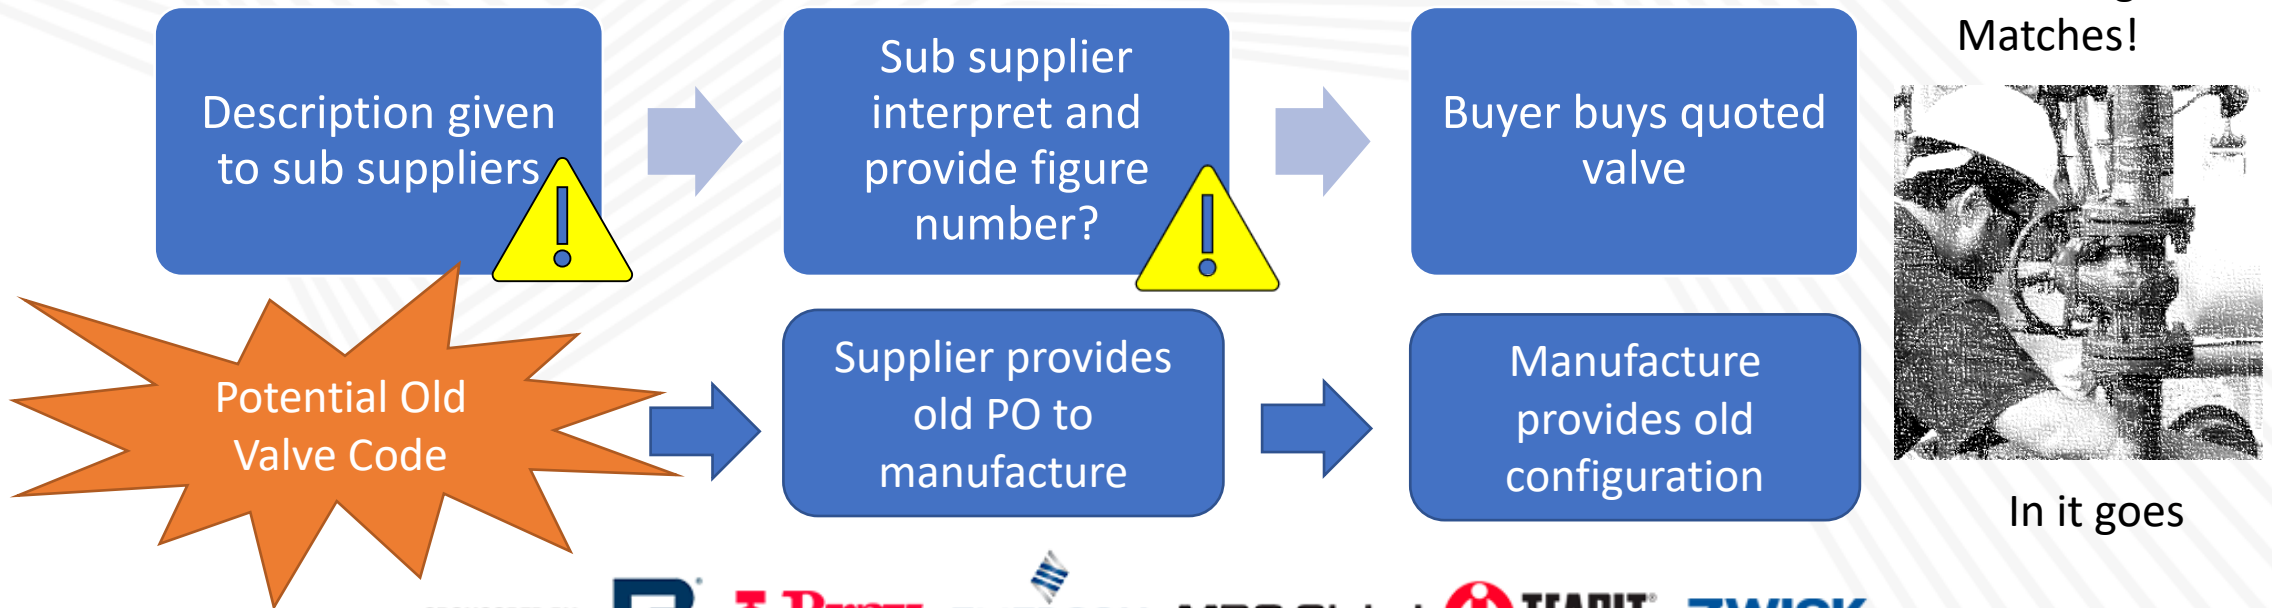 Description given
to sub suppliers
Sub supplier
interpret and
provide figure
number?
Buyer buys quoted
valve
Matches!
Potential Old
Valve Code
Supplier provides
old PO to
manufacture
Manufacture
provides old
configuration
In it goes